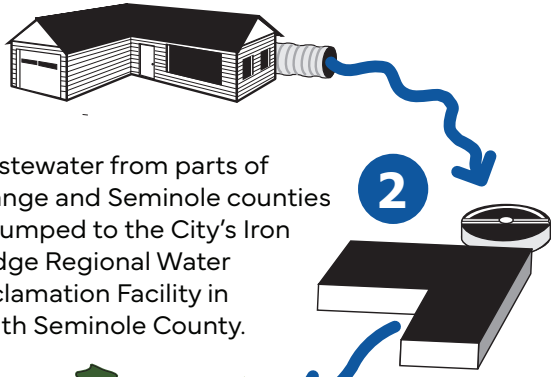 stewater from parts of
ange and Seminole counties
umped to the City's Iron
dge Regional Water
clamation Facility in
th Seminole County.
2